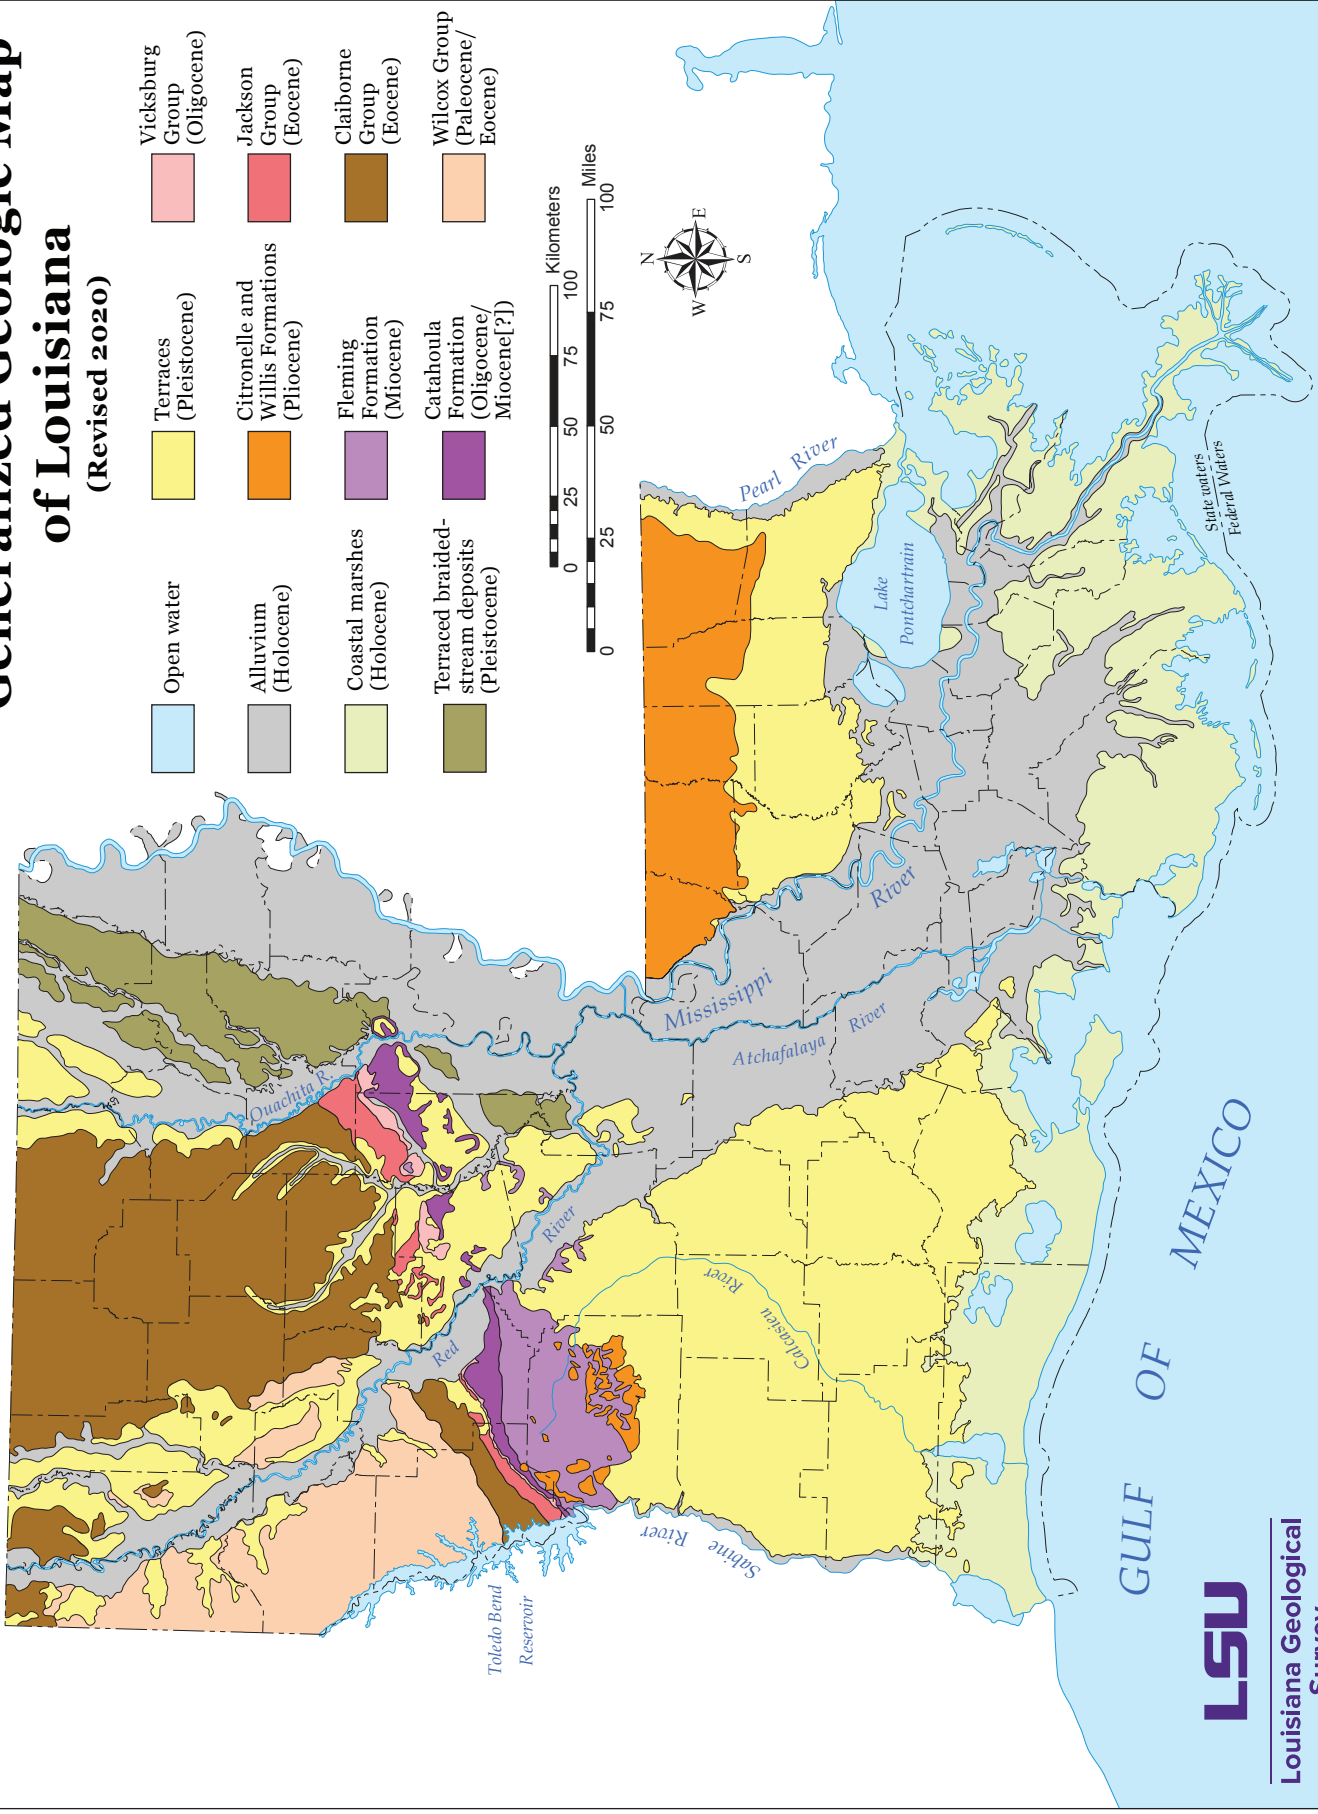 Generalized Geologic Map
of Louisiana
(Revised 2020)
Open water
Alluvium
(Holocene)
Coastal marshes
(Holocene)
Terraced braided-
stream deposits
(Pleistocene)
Terraces
(Pleistocene)
Citronelle and
Willis Formations
(Pliocene)
Fleming
Formation
(Miocene)
Catahoula
Formation
(Oligocene/
Miocene[?])
Vicksburg
Group
(Oligocene)
Jackson
Group
(Eocene)
Claiborne
Group
(Eocene)
Wilcox Group
(Paleocene/
Eocene)
0 25 50 75 100 Kilometers
0 25 50 75 100 Miles
N
W E
S
Ouachita R.
Red
River
Toledo Bend
Reservoir
Sabine River
Calcasieu River
Mississippi
River
Atchafalaya
River
Pearl River
Lake
Pontchartrain
State waters
Federal Waters
GULF OF MEXICO
LSU
Louisiana Geological
Survey